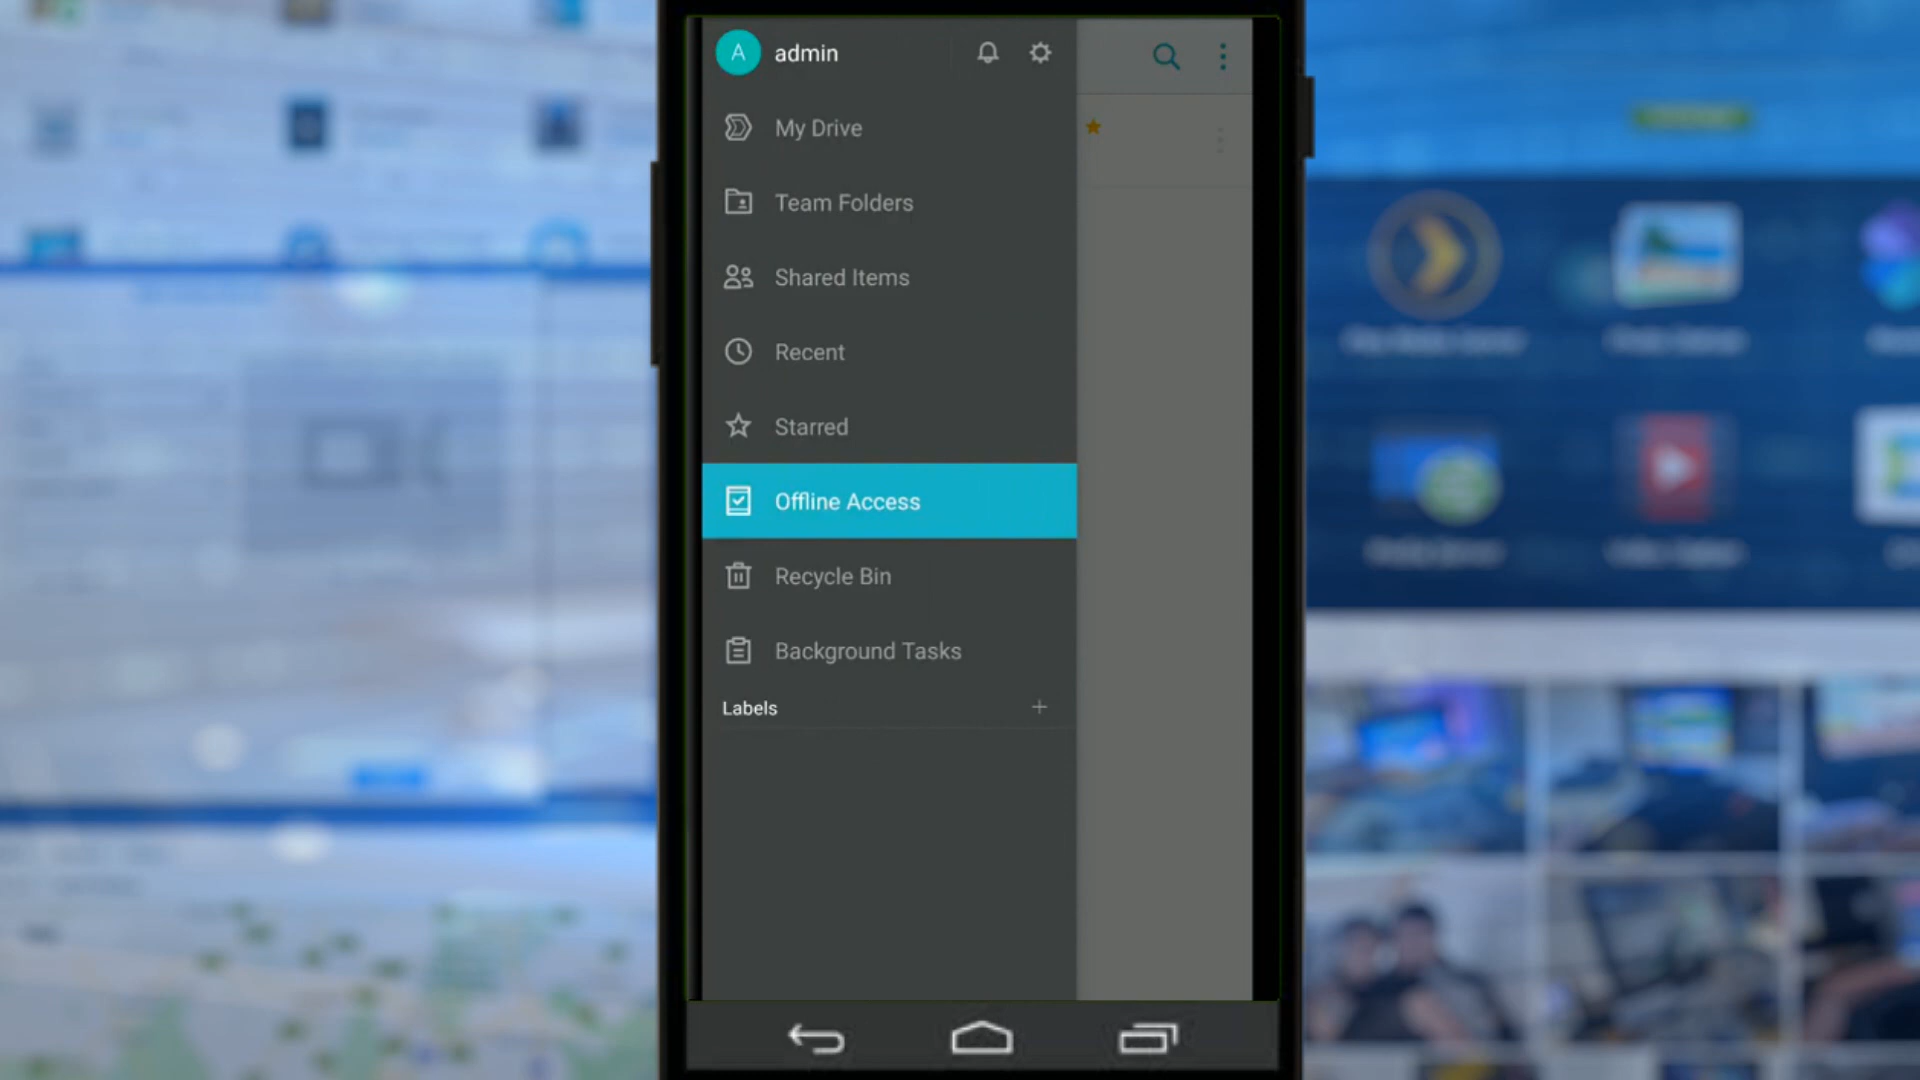 A admin
My Drive
Team Folders
Shared Items
Recent
Starred
Offline Access
Recycle Bin
Background Tasks
Labels +